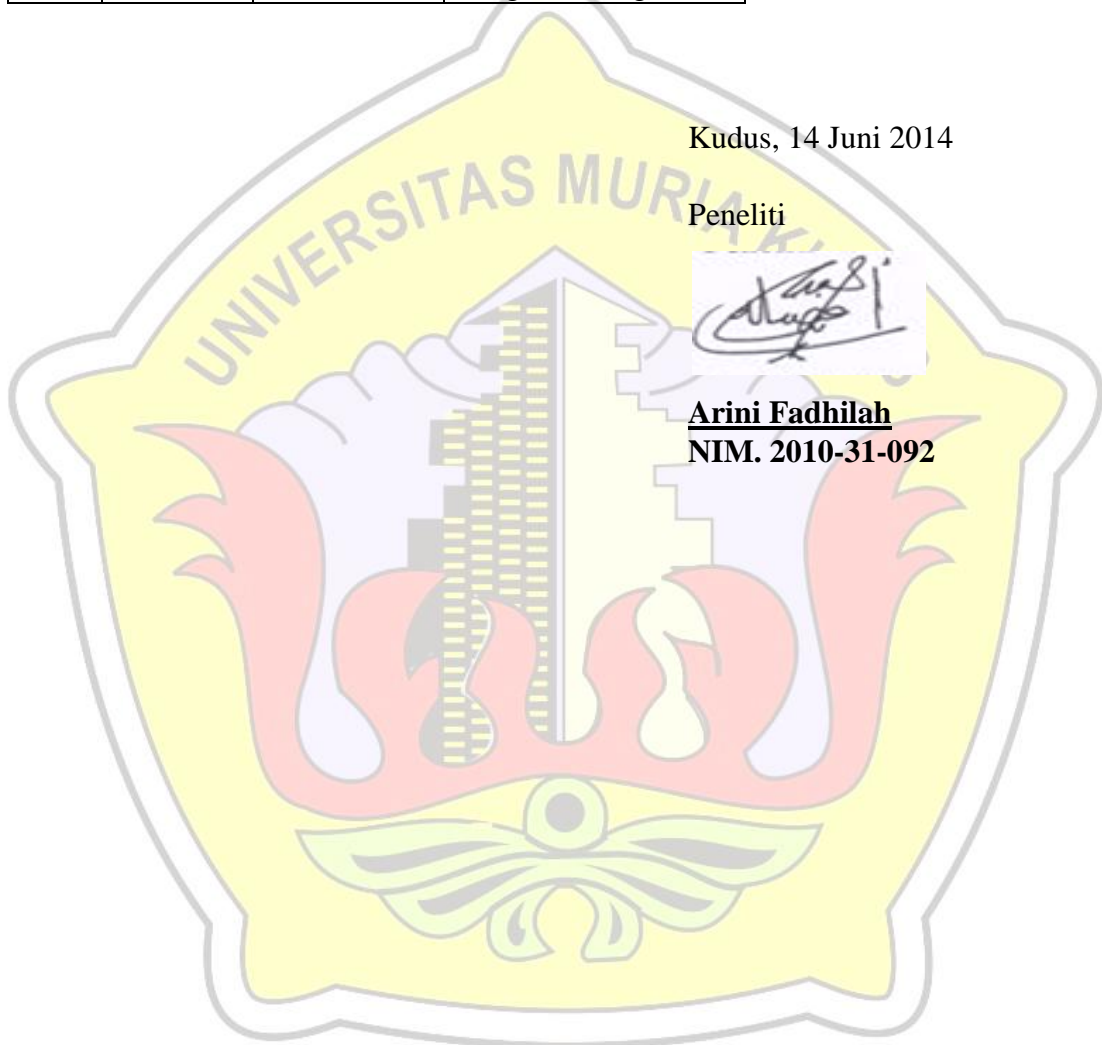 Kudus, 14 Juni 2014
Peneliti
Arini Fadhilah
NIM. 2010-31-092
UNIVERSITAS MURIA